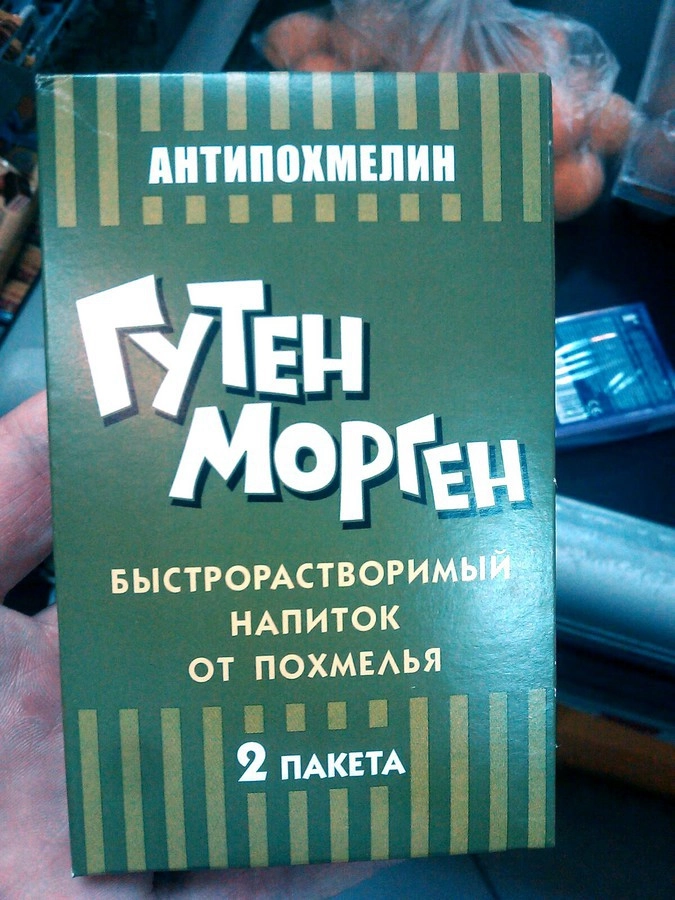 АНТИПОХМЕЛИН
ГУТЕН
МОРГЕН
БЫСТРОРАСТВОРИМЫЙ
НАПИТОК
ОТ ПОХМЕЛЬЯ
2 ПАКЕТА